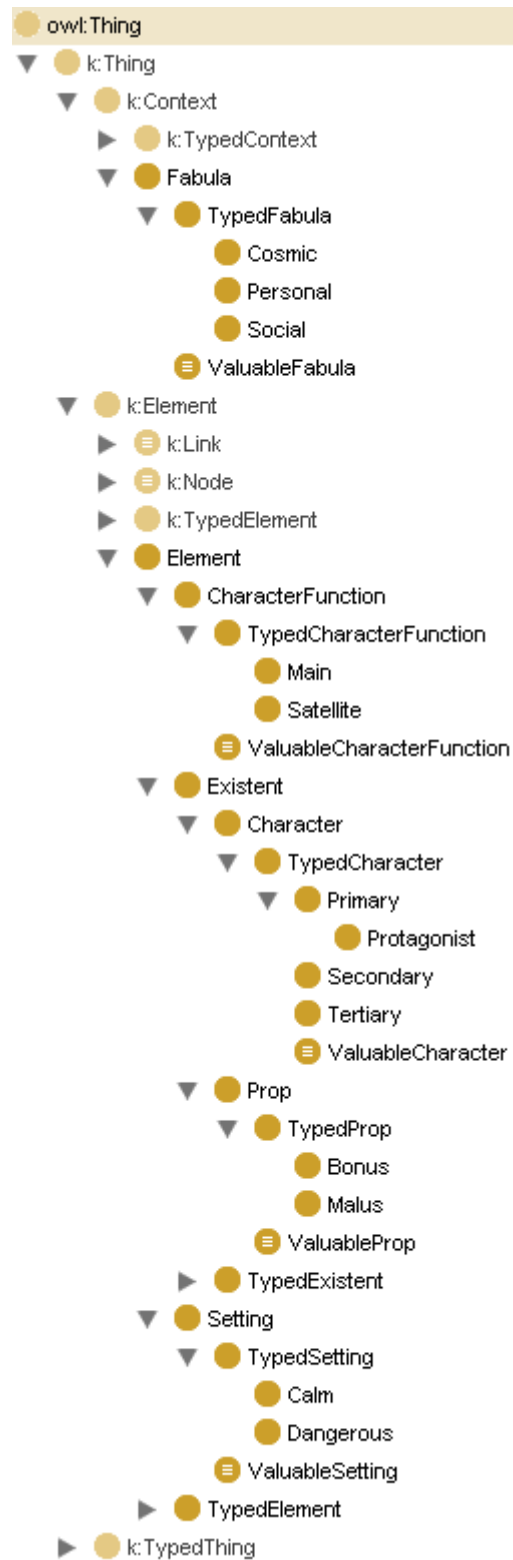 owl:Thing
k:Thing
k:Context
k:TypedContext
Fabula
TypedFabula
Cosmic
Personal
Social
ValuableFabula
k:Element
k:Link
k:Node
k:TypedElement
Element
CharacterFunction
TypedCharacterFunction
Main
Satellite
ValuableCharacterFunction
Existent
Character
TypedCharacter
Primary
Protagonist
Secondary
Tertiary
ValuableCharacter
Prop
TypedProp
Bonus
Malus
ValuableProp
TypedExistent
Setting
TypedSetting
Calm
Dangerous
ValuableSetting
TypedElement
k:TypedThing